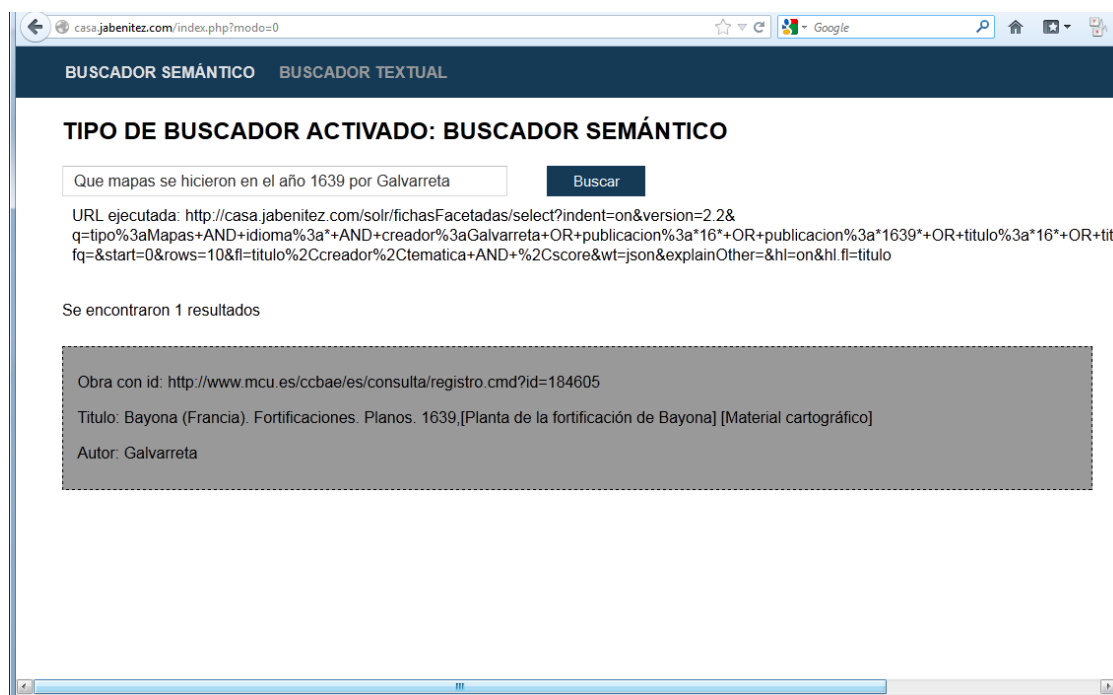 casa.jabenitez.com/index.php?modo=0
Google
BUSCADOR SEMÁNTICO BUSCADOR TEXTUAL
TIPO DE BUSCADOR ACTIVADO: BUSCADOR SEMÁNTICO
Que mapas se hicieron en el año 1639 por Galvarreta
Buscar
URL ejecutada: http://casa.jabenitez.com/solr/fichasFacetadas/select?indent=on&version=2.2&
q=tipo%3aMapas+AND+idioma%3a*+AND+creador%3aGalvarreta+OR+publicacion%3a*16*+OR+publicacion%3a*1639*+OR+titulo%3a*16*+OR+tit
fq=&start=0&rows=10&fl=titulo%2Ccreador%2Ctematica+AND+%2Cscore&wt=json&explainOther=&hl=on&hl.fl=titulo
Se encontraron 1 resultados
Obra con id: http://www.mcu.es/ccbae/es/consulta/registro.cmd?id=184605
Titulo: Bayona (Francia). Fortificaciones. Planos. 1639,[Planta de la fortificación de Bayona] [Material cartográfico]
Autor: Galvarreta